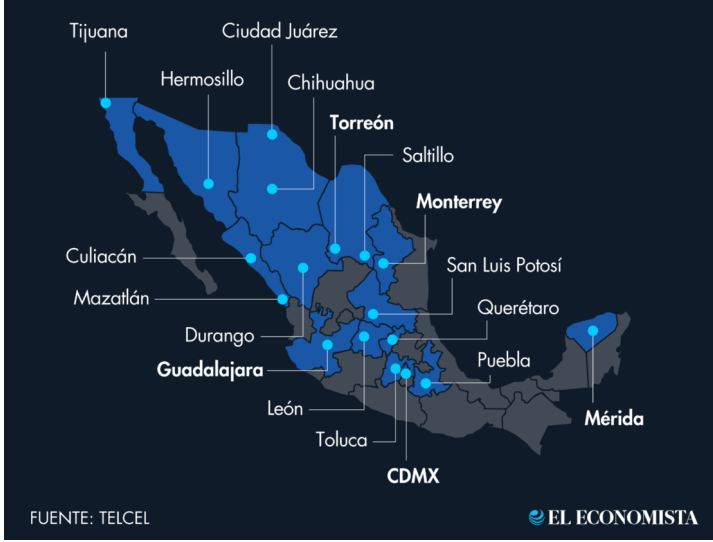 Tijuana
Ciudad Juárez
Hermosillo
Chihuahua
Torreón
Saltillo
Monterrey
Culiacán
San Luis Potosí
Mazatlán
Querétaro
Durango
Puebla
Guadalajara
León
Mérida
Toluca
CDMX
FUENTE: TELCEL
EL ECONOMISTA